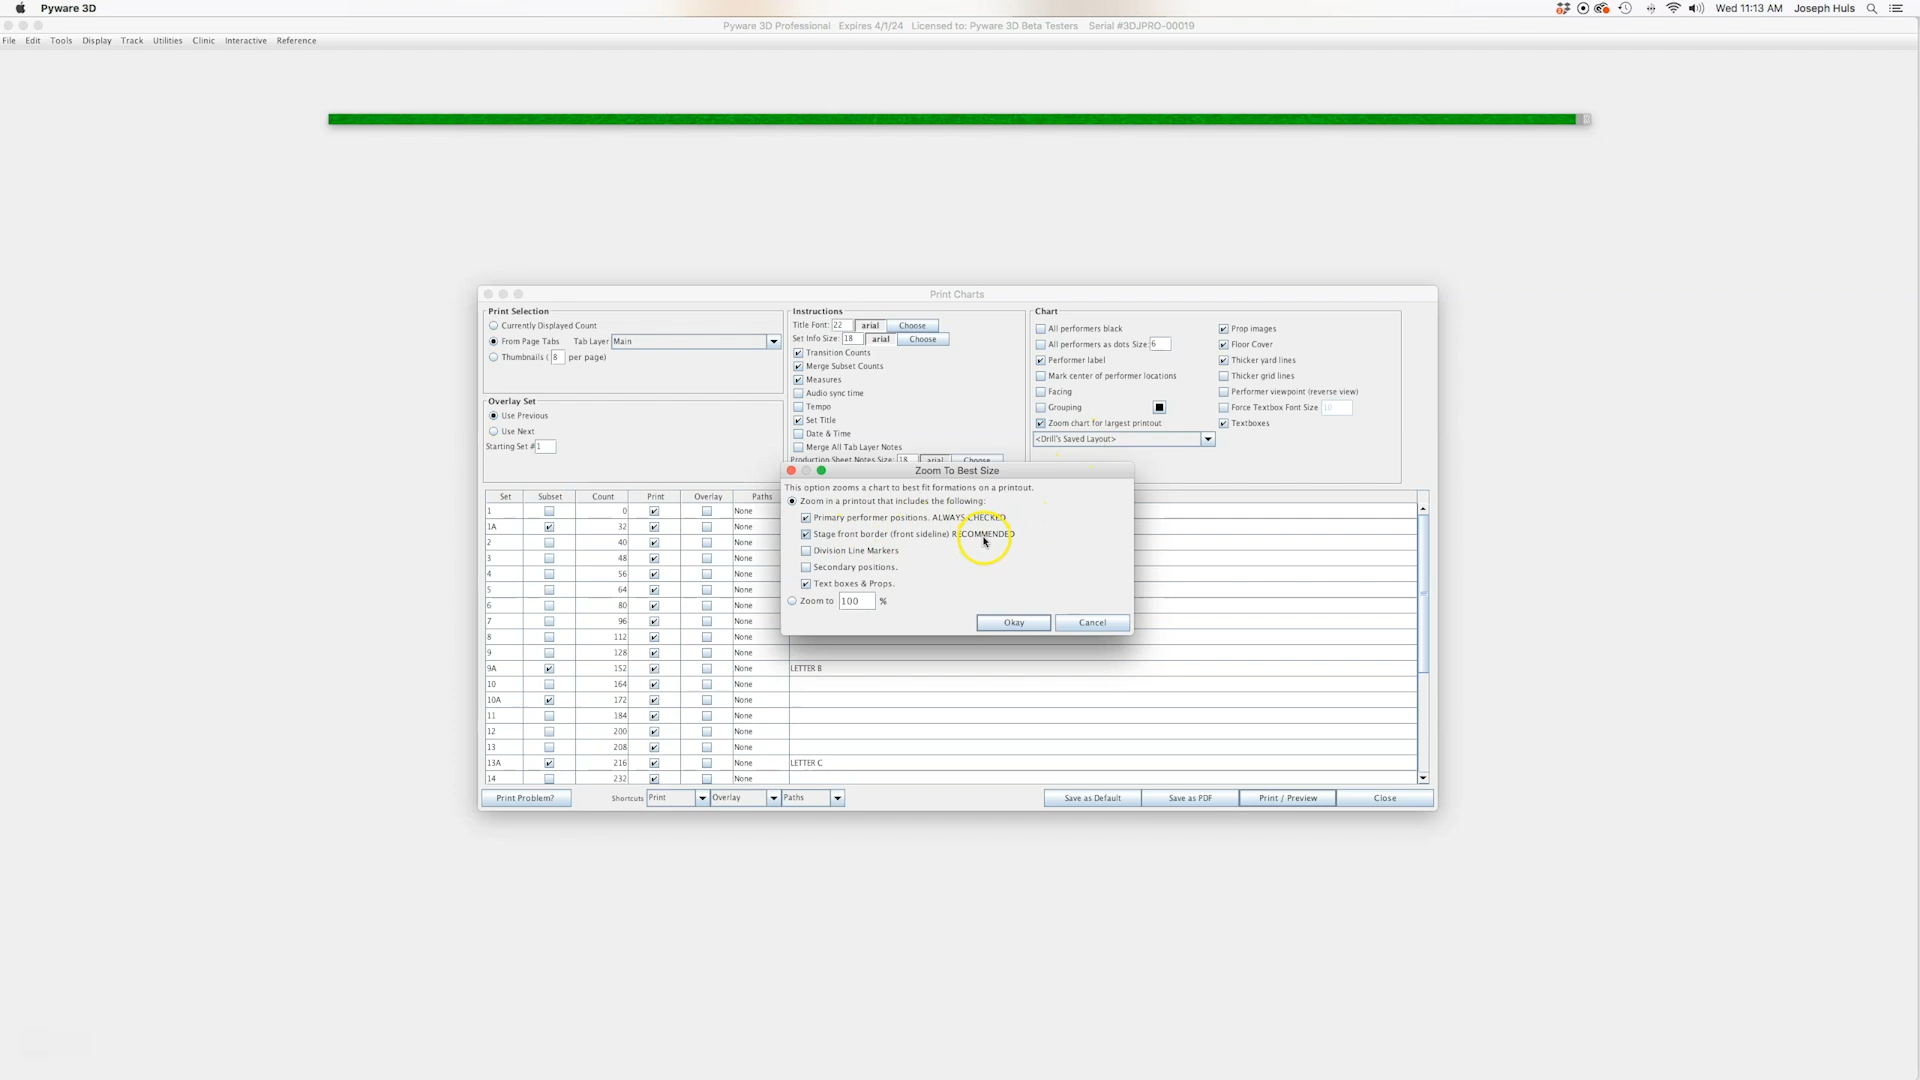 Pyware 3D
Wed 11:13 AM Joseph Huls
Pyware 3D Professional Expires 4/1/24 Licensed to: Pyware 3D Beta Testers Serial #3DJPRO-00019
File Edit Tools Display Track Utilities Clinic Interactive Reference
Print Charts
Print Selection
Currently Displayed Count
From Page Tabs Tab Layer Main
Thumbnails ( 8 per page)
Overlay Set
Use Previous
Use Next
Starting Set # 1
Instructions
Title Font: 22 arial Choose
Set Info Size: 18 arial Choose
Transition Counts
Merge Subset Counts
Measures
Audio sync time
Tempo
Set Title
Date & Time
Merge All Tab Layer Notes
Production Sheet Notes Size: 18 arial Choose
Chart
All performers black
All performers as dots Size: 6
Performer label
Mark center of performer locations
Facing
Grouping
Zoom chart for largest printout
<Drill's Saved Layout>
Prop images
Floor Cover
Thicker yard lines
Thicker grid lines
Performer viewpoint (reverse view)
Force Textbox Font Size 10
Textboxes
Zoom To Best Size
This option zooms a chart to best fit formations on a printout.
Zoom in a printout that includes the following:
Primary performer positions. ALWAYS CHECKED
Stage front border (front sideline) RECOMMENDED
Division Line Markers
Secondary positions.
Text boxes & Props.
Zoom to 100 %
Okay Cancel
Set Subset Count Print Overlay Paths
1 0 None
1A 32 None
2 40 None
3 48 None
4 56 None
5 64 None
6 80 None
7 96 None
8 112 None
9 128 None
9A 152 None LETTER B
10 164 None
10A 172 None
11 184 None
12 200 None
13 208 None
13A 216 None LETTER C
14 232 None
Print Problem? Shortcuts Print Overlay Paths Save as Default Save as PDF Print / Preview Close